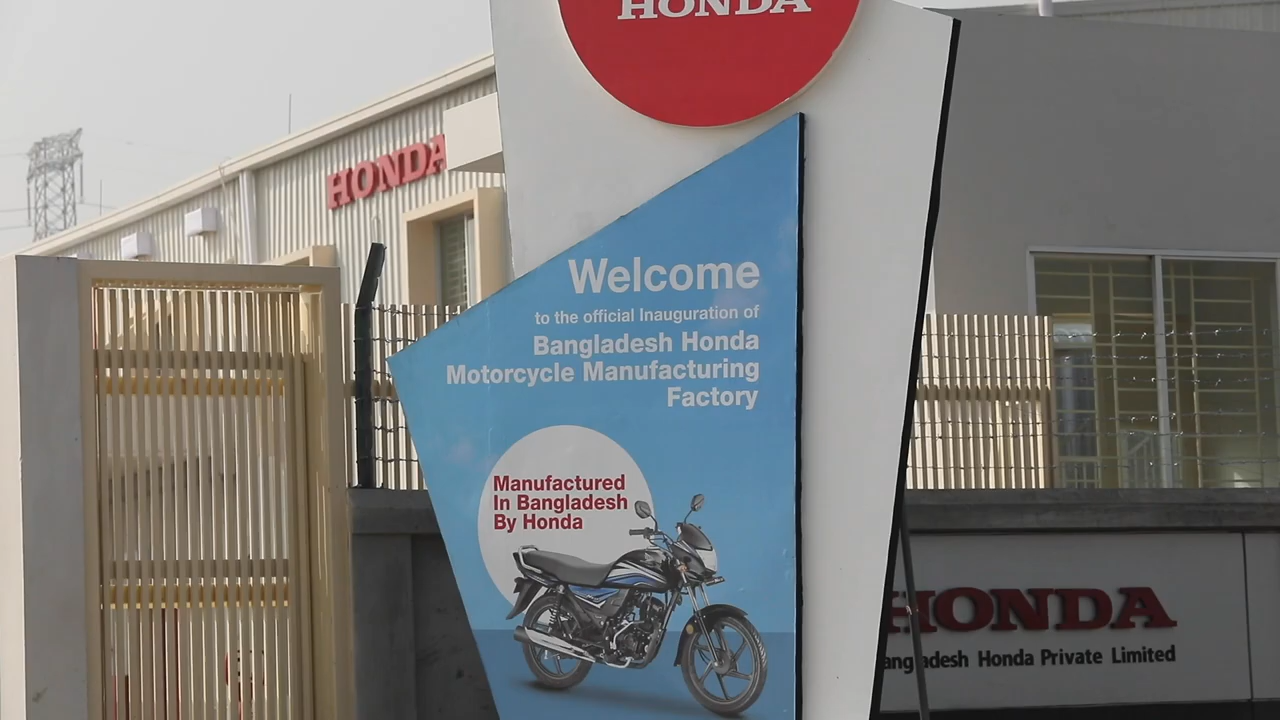 HONDA
HONDA
Welcome
to the official Inauguration of
Bangladesh Honda
Motorcycle Manufacturing
Factory
Manufactured
In Bangladesh
By Honda
HONDA
Bangladesh Honda Private Limited